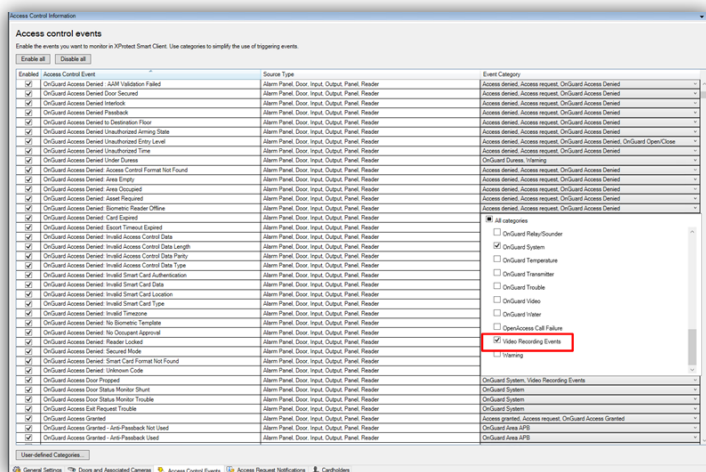 Access Control Information
Access control events
Enable the events you want to monitor in XProtect Smart Client. Use categories to simplify the use of triggering events.
Enable all Disable all
Enabled Access Control Event Source Type Event Category
OnGuard Access Denied : AAM Validation Failed Alarm Panel, Door, Input, Output, Panel, Reader Access denied, Access request, OnGuard Access Denied
OnGuard Access Denied Door Secured Alarm Panel, Door, Input, Output, Panel, Reader Access denied, Access request, OnGuard Access Denied
OnGuard Access Denied Interlock Alarm Panel, Door, Input, Output, Panel, Reader Access denied, Access request, OnGuard Access Denied
OnGuard Access Denied Passback Alarm Panel, Door, Input, Output, Panel, Reader Access denied, Access request, OnGuard Access Denied
OnGuard Access Denied to Destination Floor Alarm Panel, Door, Input, Output, Panel, Reader Access denied, Access request, OnGuard Access Denied
OnGuard Access Denied Unauthorized Arming State Alarm Panel, Door, Input, Output, Panel, Reader Access denied, Access request, OnGuard Access Denied
OnGuard Access Denied Unauthorized Entry Level Alarm Panel, Door, Input, Output, Panel, Reader Access denied, Access request, OnGuard Access Denied, OnGuard Open/Close
OnGuard Access Denied Unauthorized Time Alarm Panel, Door, Input, Output, Panel, Reader Access denied, Access request, OnGuard Access Denied
OnGuard Access Denied Under Duress Alarm Panel, Door, Input, Output, Panel, Reader OnGuard Duress, Warning
OnGuard Access Denied: Access Control Format Not Found Alarm Panel, Door, Input, Output, Panel, Reader Access denied, Access request, OnGuard Access Denied
OnGuard Access Denied: Area Empty Alarm Panel, Door, Input, Output, Panel, Reader Access denied, Access request, OnGuard Access Denied
OnGuard Access Denied: Area Occupied Alarm Panel, Door, Input, Output, Panel, Reader Access denied, Access request, OnGuard Access Denied
OnGuard Access Denied: Asset Required Alarm Panel, Door, Input, Output, Panel, Reader Access denied, Access request, OnGuard Access Denied
OnGuard Access Denied: Biometric Reader Offline Alarm Panel, Door, Input, Output, Panel, Reader Access denied, Access request, OnGuard Access Denied
OnGuard Access Denied: Card Expired Alarm Panel, Door, Input, Output, Panel, Reader All categories
OnGuard Access Denied: Escort Timeout Expired Alarm Panel, Door, Input, Output, Panel, Reader OnGuard Relay/Sounder
OnGuard Access Denied: Invalid Access Control Data Alarm Panel, Door, Input, Output, Panel, Reader
OnGuard Access Denied: Invalid Access Control Data Length Alarm Panel, Door, Input, Output, Panel, Reader OnGuard System
OnGuard Access Denied: Invalid Access Control Data Parity Alarm Panel, Door, Input, Output, Panel, Reader OnGuard Temperature
OnGuard Access Denied: Invalid Access Control Data Type Alarm Panel, Door, Input, Output, Panel, Reader
OnGuard Access Denied: Invalid Smart Card Authentication Alarm Panel, Door, Input, Output, Panel, Reader OnGuard Transmitter
OnGuard Access Denied: Invalid Smart Card Data Alarm Panel, Door, Input, Output, Panel, Reader OnGuard Trouble
OnGuard Access Denied: Invalid Smart Card Location Alarm Panel, Door, Input, Output, Panel, Reader
OnGuard Access Denied: Invalid Smart Card Type Alarm Panel, Door, Input, Output, Panel, Reader OnGuard Video
OnGuard Access Denied: Invalid Timezone Alarm Panel, Door, Input, Output, Panel, Reader OnGuard Water
OnGuard Access Denied: No Biometric Template Alarm Panel, Door, Input, Output, Panel, Reader OpenAccess Call Failure
OnGuard Access Denied: No Occupant Approval Alarm Panel, Door, Input, Output, Panel, Reader
OnGuard Access Denied: Reader Locked Alarm Panel, Door, Input, Output, Panel, Reader Video Recording Events
OnGuard Access Denied: Secured Mode Alarm Panel, Door, Input, Output, Panel, Reader Warning
OnGuard Access Denied: Smart Card Format Not Found Alarm Panel, Door, Input, Output, Panel, Reader
OnGuard Access Denied: Unknown Code Alarm Panel, Door, Input, Output, Panel, Reader
OnGuard Access Door Propped Alarm Panel, Door, Input, Output, Panel, Reader OnGuard System, Video Recording Events
OnGuard Access Door Status Monitor Shunt Alarm Panel, Door, Input, Output, Panel, Reader OnGuard System
OnGuard Access Door Status Monitor Trouble Alarm Panel, Door, Input, Output, Panel, Reader OnGuard System
OnGuard Access Exit Request Trouble Alarm Panel, Door, Input, Output, Panel, Reader OnGuard System
OnGuard Access Granted Alarm Panel, Door, Input, Output, Panel, Reader Access granted, Access request, OnGuard Access Granted
OnGuard Access Granted - Anti-Passback Not Used Alarm Panel, Door, Input, Output, Panel, Reader OnGuard Area APB
OnGuard Access Granted - Anti-Passback Used Alarm Panel, Door, Input, Output, Panel, Reader OnGuard Area APB
User-defined Categories...
General Settings Doors and Associated Cameras Access Control Events Access Request Notifications Cardholders